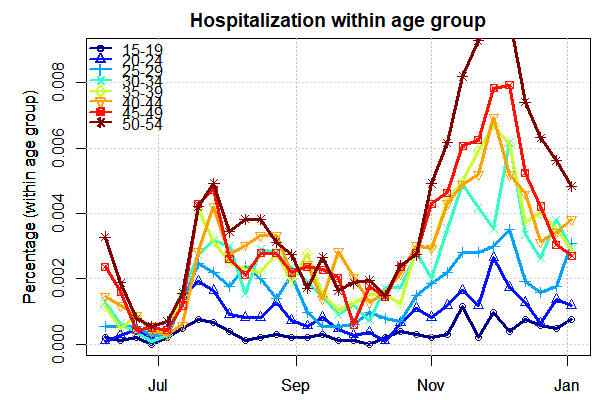 Hospitalization within age group
Percentage (within age group)
0.008
0.006
0.004
0.002
0.000
15-19
20-24
25-29
30-34
35-39
40-44
45-49
50-54
Jul
Sep
Nov
Jan